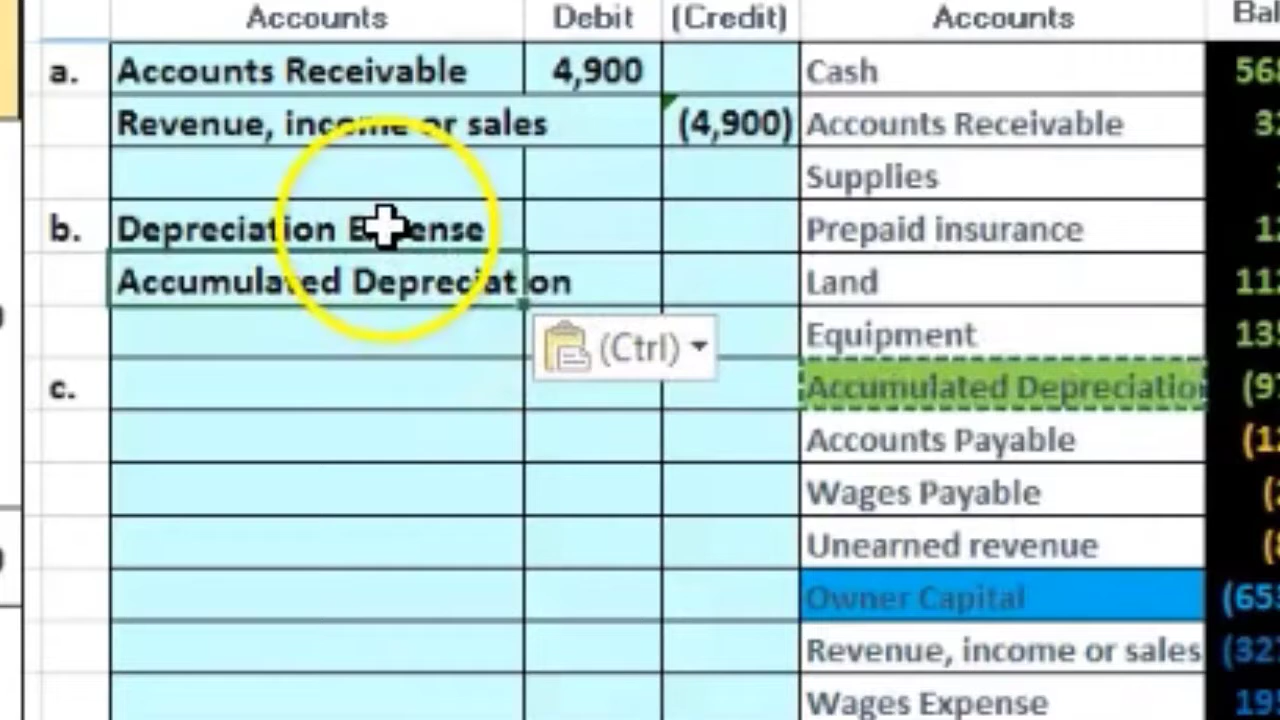 Accounts Debit (Credit) Accounts
a. Accounts Receivable 4,900 Cash
Revenue, income or sales (4,900) Accounts Receivable
Supplies
b. Depreciation Prepaid insurance
Accumulated Depreciation Land
(Ctrl) Equipment
c. Accumulated Depreciatio
Accounts Payable
Wages Payable
Unearned revenue
Owner Capital
Revenue, income or sales
Wages Expense